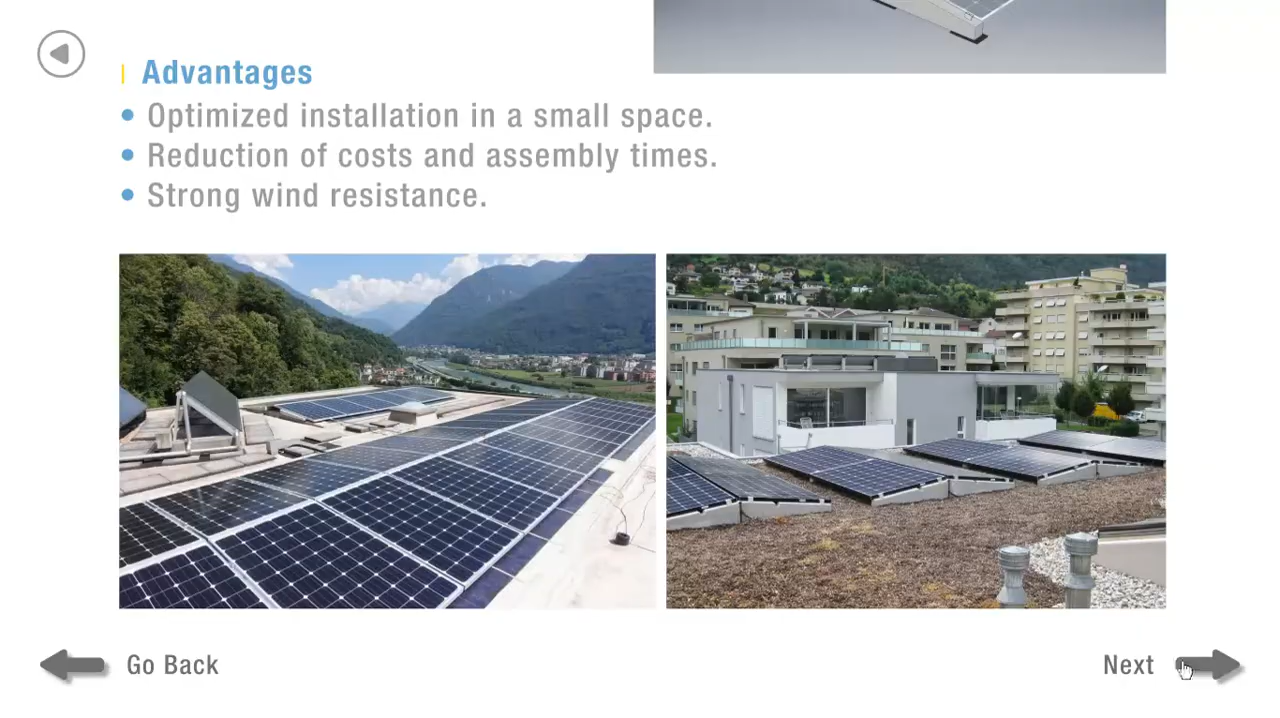 Advantages
• Optimized installation in a small space.
• Reduction of costs and assembly times.
• Strong wind resistance.
Go Back
Next